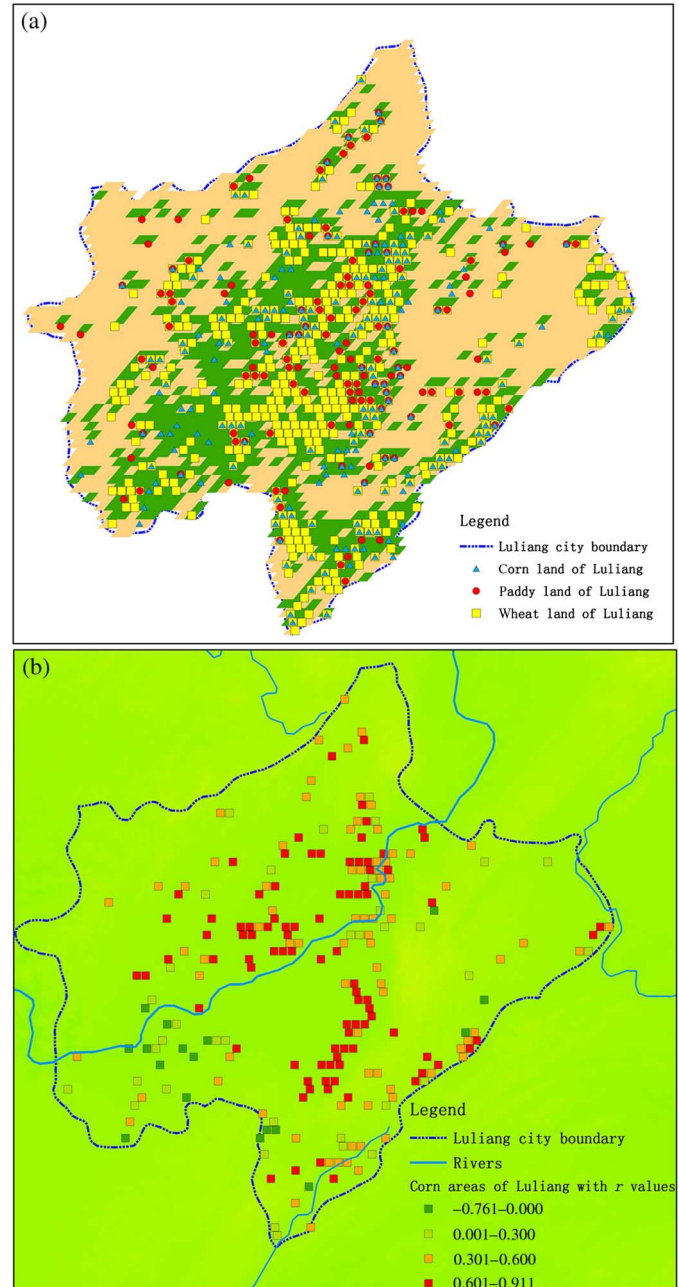 (a)
Legend
Luliang city boundary
Corn land of Luliang
Paddy land of Luliang
Wheat land of Luliang
(b)
Legend
Luliang city boundary
Rivers
Corn areas of Luliang with r values
−0.761–0.000
0.001–0.300
0.301–0.600
0.601–0.911